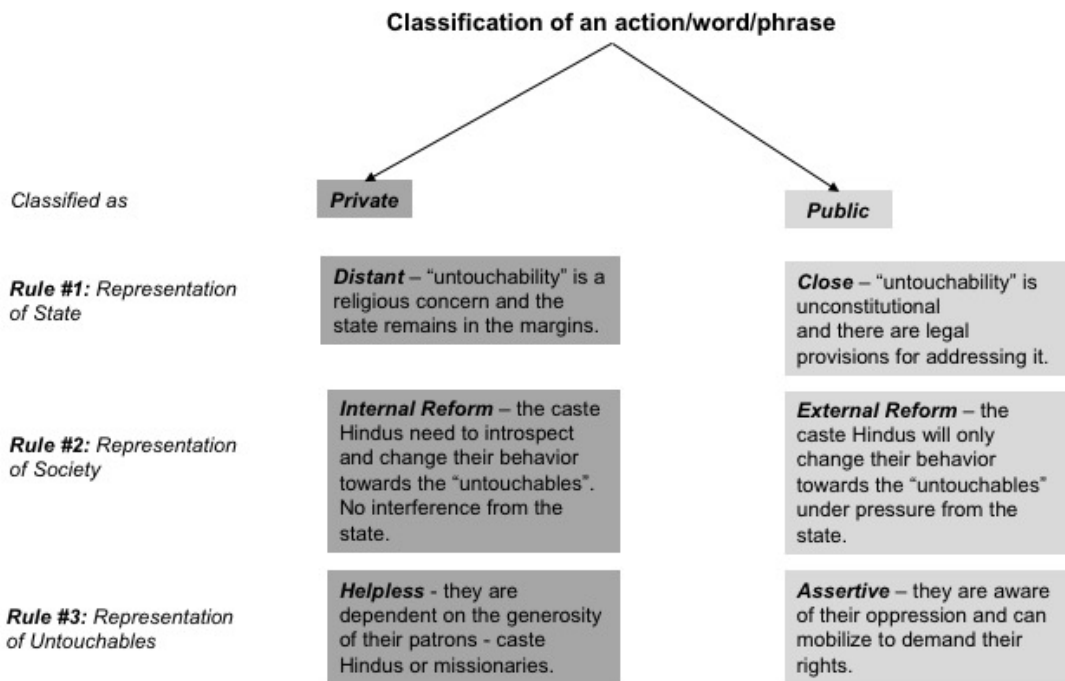 Classification of an action/word/phrase
Classified as
Private
Public
Rule #1: Representation
of State
Distant – “untouchability” is a
religious concern and the
state remains in the margins.
Close – “untouchability” is
unconstitutional
and there are legal
provisions for addressing it.
Rule #2: Representation
of Society
Internal Reform – the caste
Hindus need to introspect
and change their behavior
towards the “untouchables”.
No interference from the
state.
External Reform – the
caste Hindus will only
change their behavior
towards the “untouchables”
under pressure from the
state.
Rule #3: Representation
of Untouchables
Helpless - they are
dependent on the generosity
of their patrons - caste
Hindus or missionaries.
Assertive – they are aware
of their oppression and can
mobilize to demand their
rights.